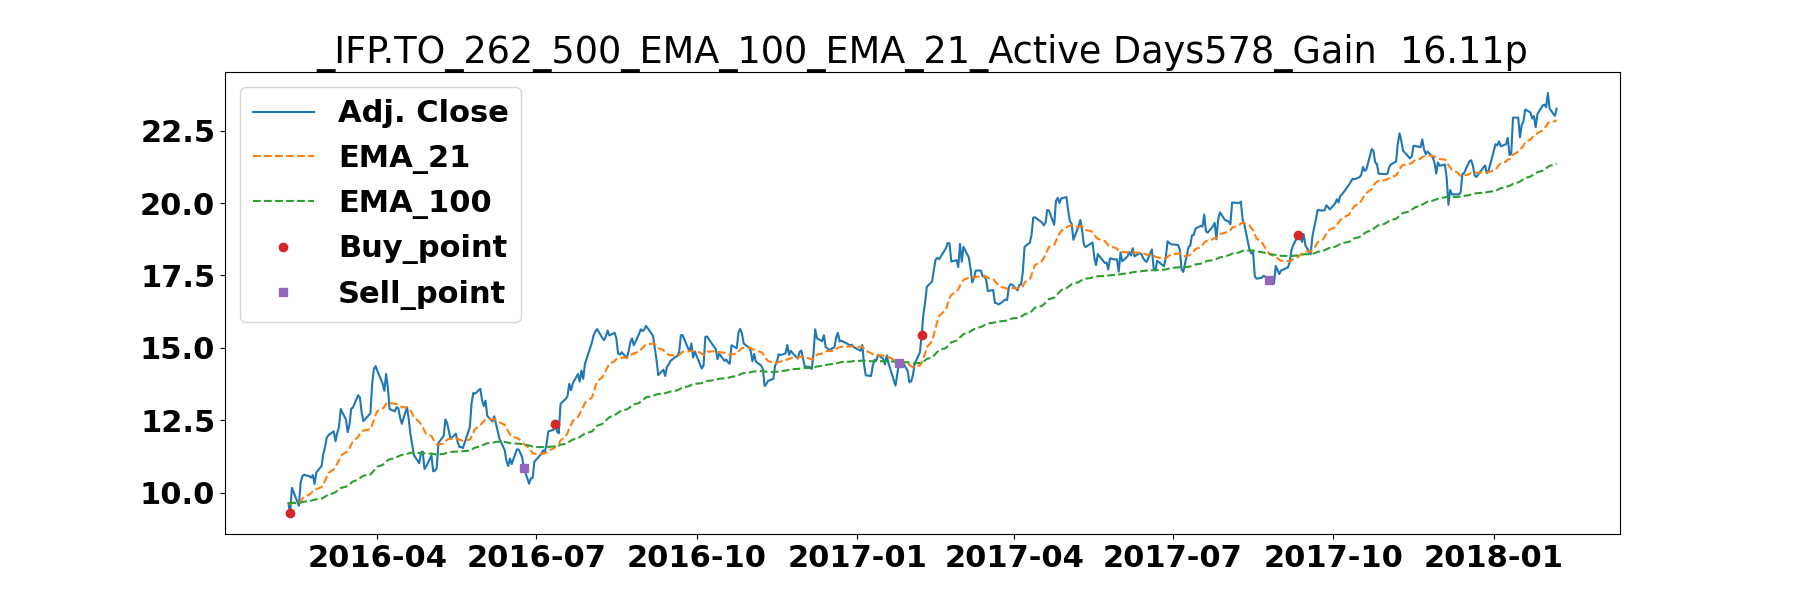 _IFP.TO_262_500_EMA_100_EMA_21_Active Days578_Gain  16.11p
Adj. Close
EMA_21
EMA_100
Buy_point
Sell_point
22.5
20.0
17.5
15.0
12.5
10.0
2016-04 2016-07 2016-10 2017-01 2017-04 2017-07 2017-10 2018-01